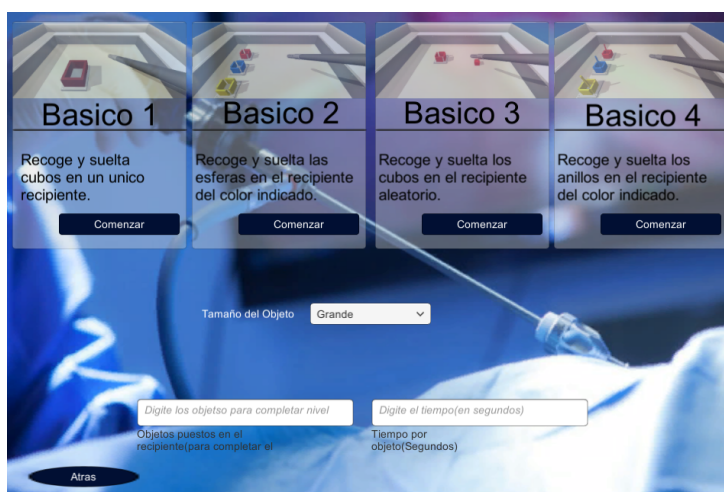 Basico 1
Recoge y suelta
cubos en un unico
recipiente.
Comenzar
Basico 2
Recoge y suelta las
esferas en el recipiente
del color indicado.
Comenzar
Basico 3
Recoge y suelta los
cubos en el recipiente
aleatorio.
Comenzar
Basico 4
Recoge y suelta los
anillos en el recipiente
del color indicado.
Comenzar
Tamaño del Objeto
Grande
Digite los objetso para completar nivel
Digite el tiempo(en segundos)
Objetos puestos en el
recipiente(para completar el
Tiempo por
objeto(Segundos)
Atras